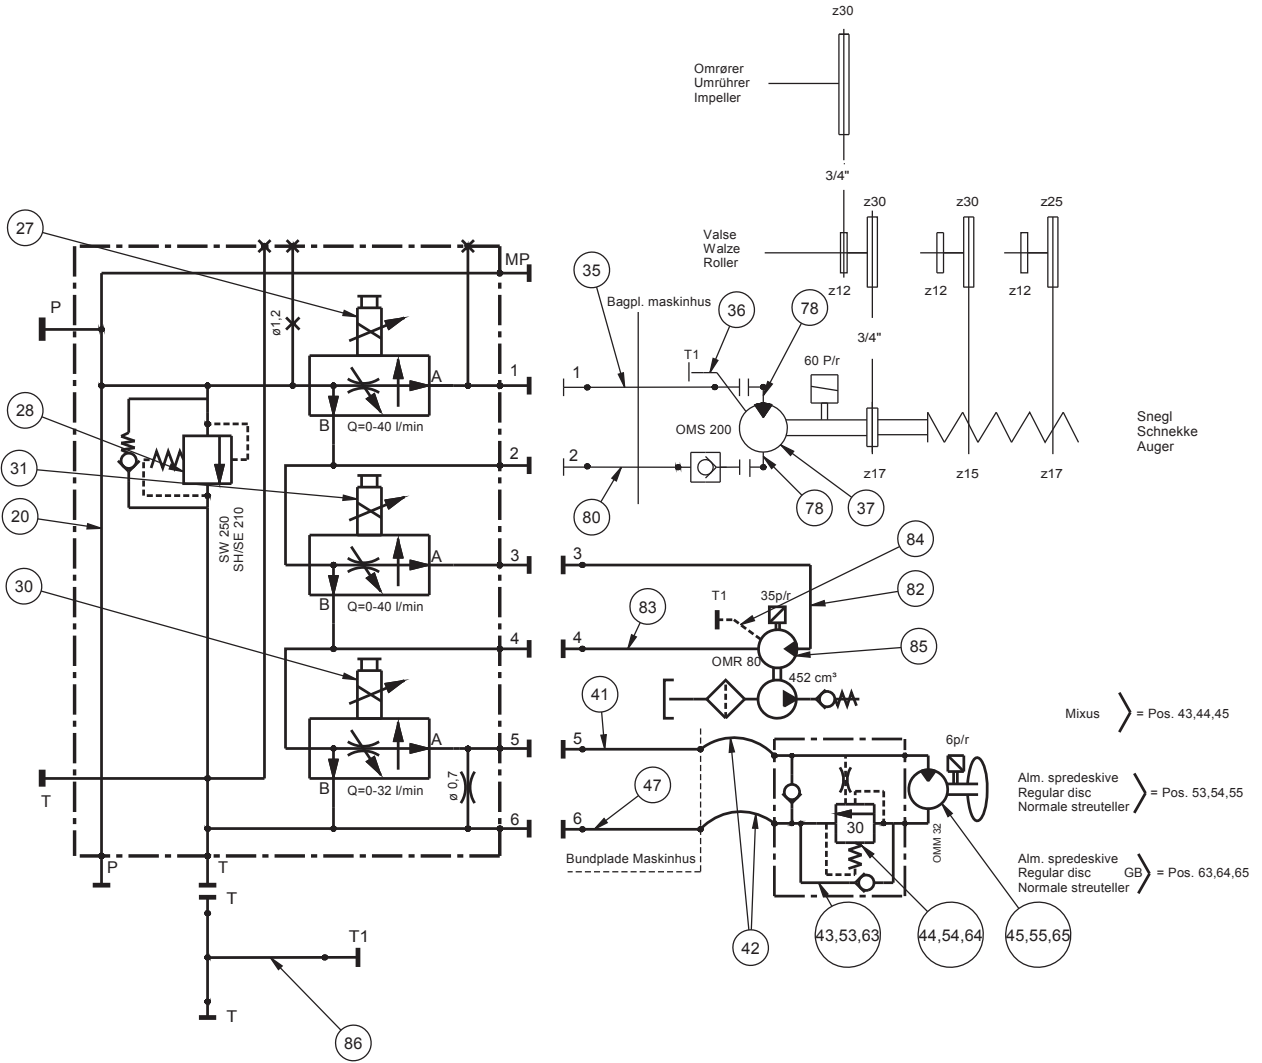 z30
Omrører
Umrührer
Impeller
3/4"
z30
z30
z25
27
Valse
Walze
Roller
MP
35
z12
z12
z12
P
Bagpl. maskinhus
36
78
ø1,2
3/4"
T1
60 P/r
A
1
1
28
B
Q=0-40 l/min
OMS 200
Snegl
Schnekke
Auger
31
2
2
z17
z15
z17
20
80
78
37
SW 250
SH/SE 210
84
A
3
3
30
82
B
Q=0-40 l/min
83
T1
35p/r
4
4
85
OMR 80
452 cm³
41
Mixus
= Pos. 43,44,45
A
5
5
6p/r
T
B
Q=0-32 l/min
ø 0,7
47
Alm. spredeskive
Regular disc
Normale streuteller
= Pos. 53,54,55
6
6
30
OMM 32
P
T
Bundplade Maskinhus
Alm. spredeskive
Regular disc
Normale streuteller
GB
= Pos. 63,64,65
T
T1
42
43,53,63
44,54,64
45,55,65
T
86